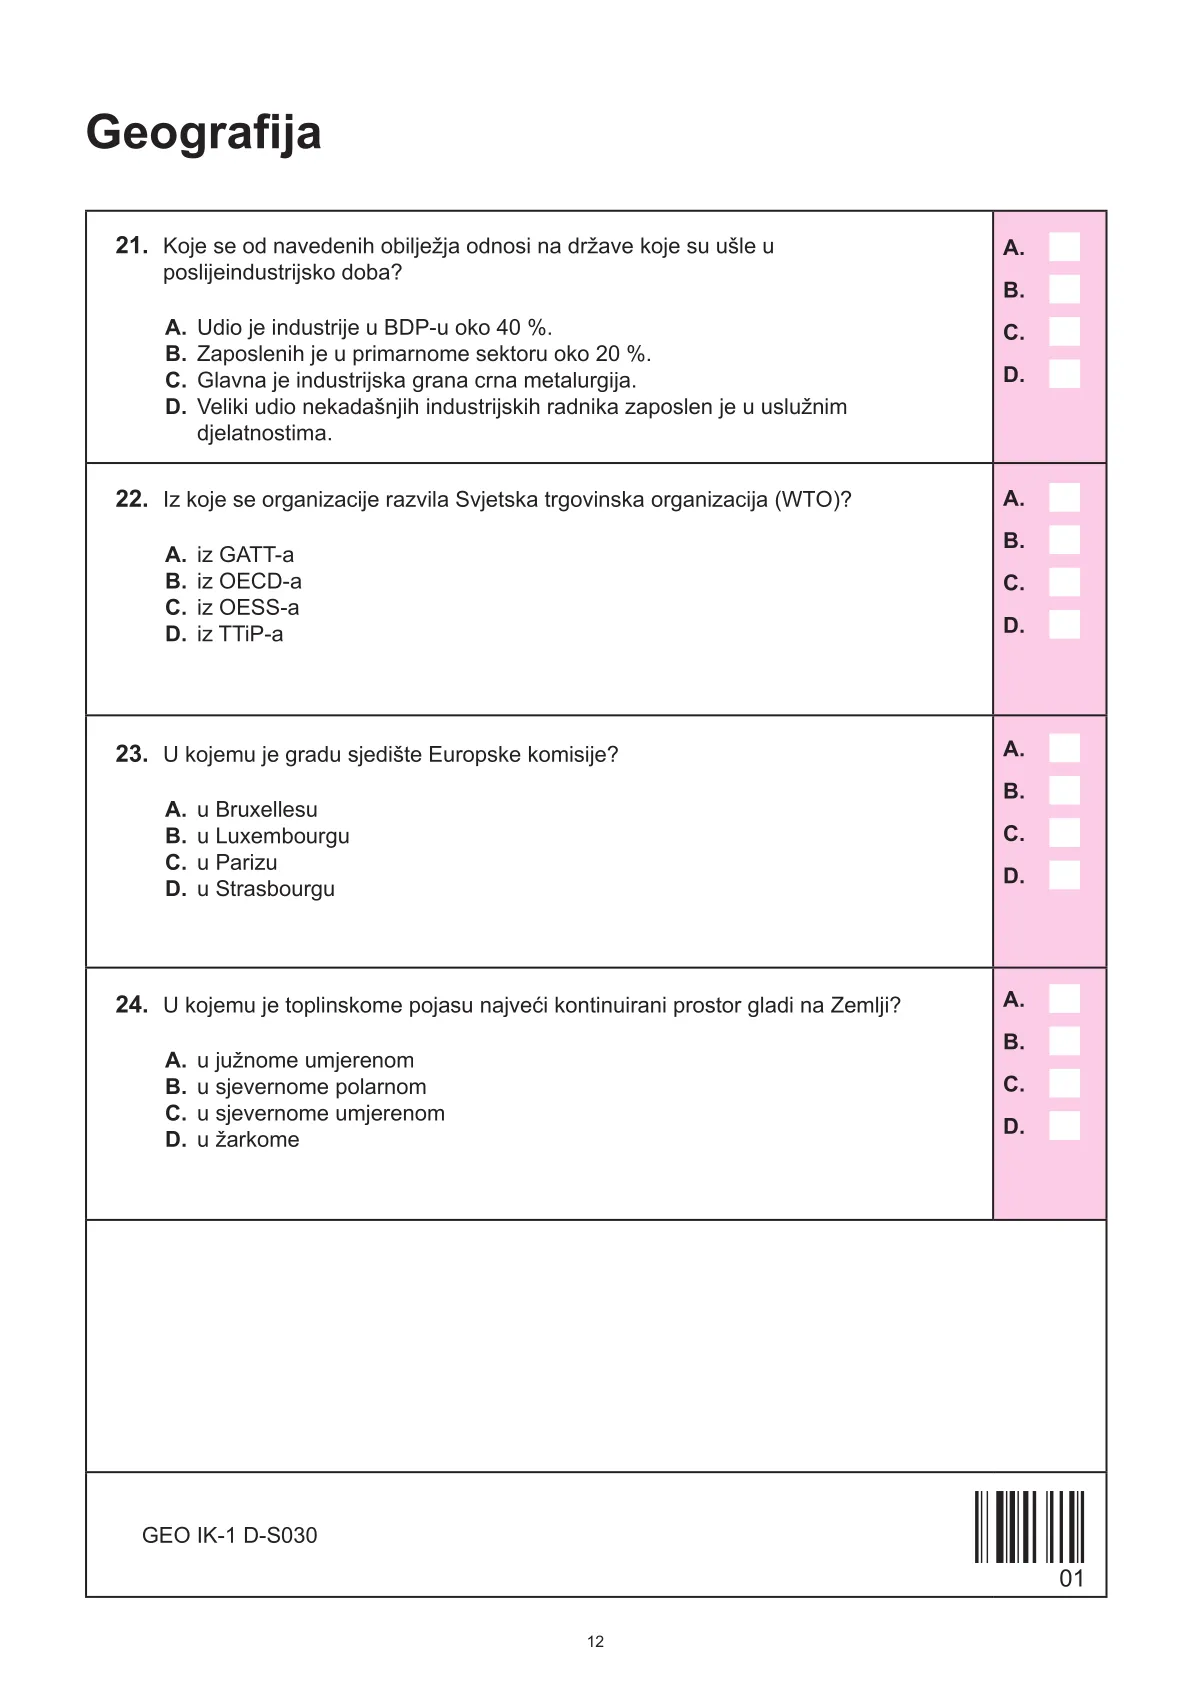 Geografija
21. Koje se od navedenih obilježja odnosi na države koje su ušle u
poslijeindustrijsko doba?
A. Udio je industrije u BDP-u oko 40 %.
B. Zaposlenih je u primarnome sektoru oko 20 %.
C. Glavna je industrijska grana crna metalurgija.
D. Veliki udio nekadašnjih industrijskih radnika zaposlen je u uslužnim
djelatnostima.
A.
B.
C.
D.
22. Iz koje se organizacije razvila Svjetska trgovinska organizacija (WTO)?
A. iz GATT-a
B. iz OECD-a
C. iz OESS-a
D. iz TTiP-a
A.
B.
C.
D.
23. U kojemu je gradu sjedište Europske komisije?
A. u Bruxellesu
B. u Luxembourgu
C. u Parizu
D. u Strasbourgu
A.
B.
C.
D.
24. U kojemu je toplinskome pojasu najveći kontinuirani prostor gladi na Zemlji?
A. u južnome umjerenom
B. u sjevernome polarnom
C. u sjevernome umjerenom
D. u žarkome
A.
B.
C.
D.
GEO IK-1 D-S030
01
12